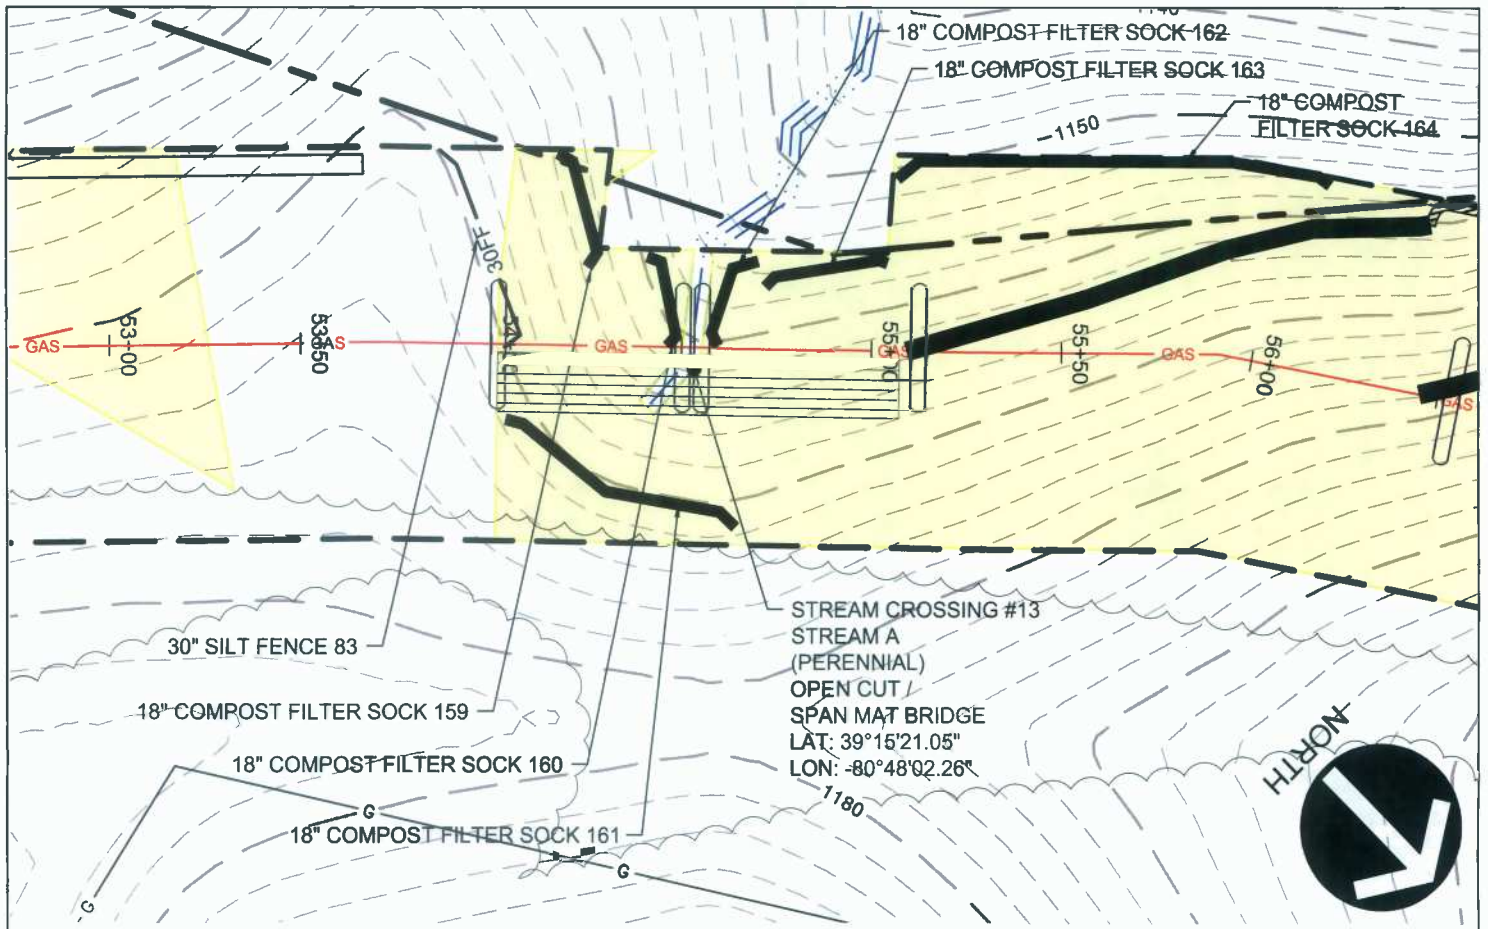 18" COMPOST FILTER SOCK 162
18" COMPOST FILTER SOCK 163
18" COMPOST
FILTER SOCK 164
1150
30FF
GAS
53+00
53+50
GAS
GAS
55+00
GAS
55+50
GAS
56+00
GAS
30" SILT FENCE 83
18" COMPOST FILTER SOCK 159
18" COMPOST FILTER SOCK 160
18" COMPOST FILTER SOCK 161
STREAM CROSSING #13
STREAM A
(PERENNIAL)
OPEN CUT /
SPAN MAT BRIDGE
LAT: 39°15'21.05"
LON: -80°48'02.26"
1180
G
G
G
NORTH